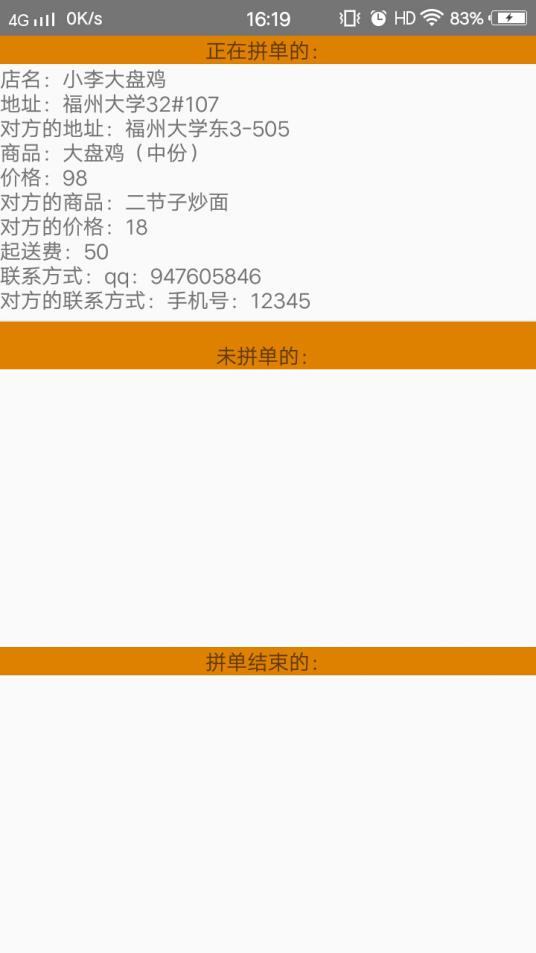 4G 0K/s 16:19 HD 83%
正在拼单的：
店名：小李大盘鸡
地址：福州大学32#107
对方的地址：福州大学东3-505
商品：大盘鸡（中份）
价格：98
对方的商品：二节子炒面
对方的价格：18
起送费：50
联系方式：qq：947605846
对方的联系方式：手机号：12345
未拼单的：
拼单结束的：